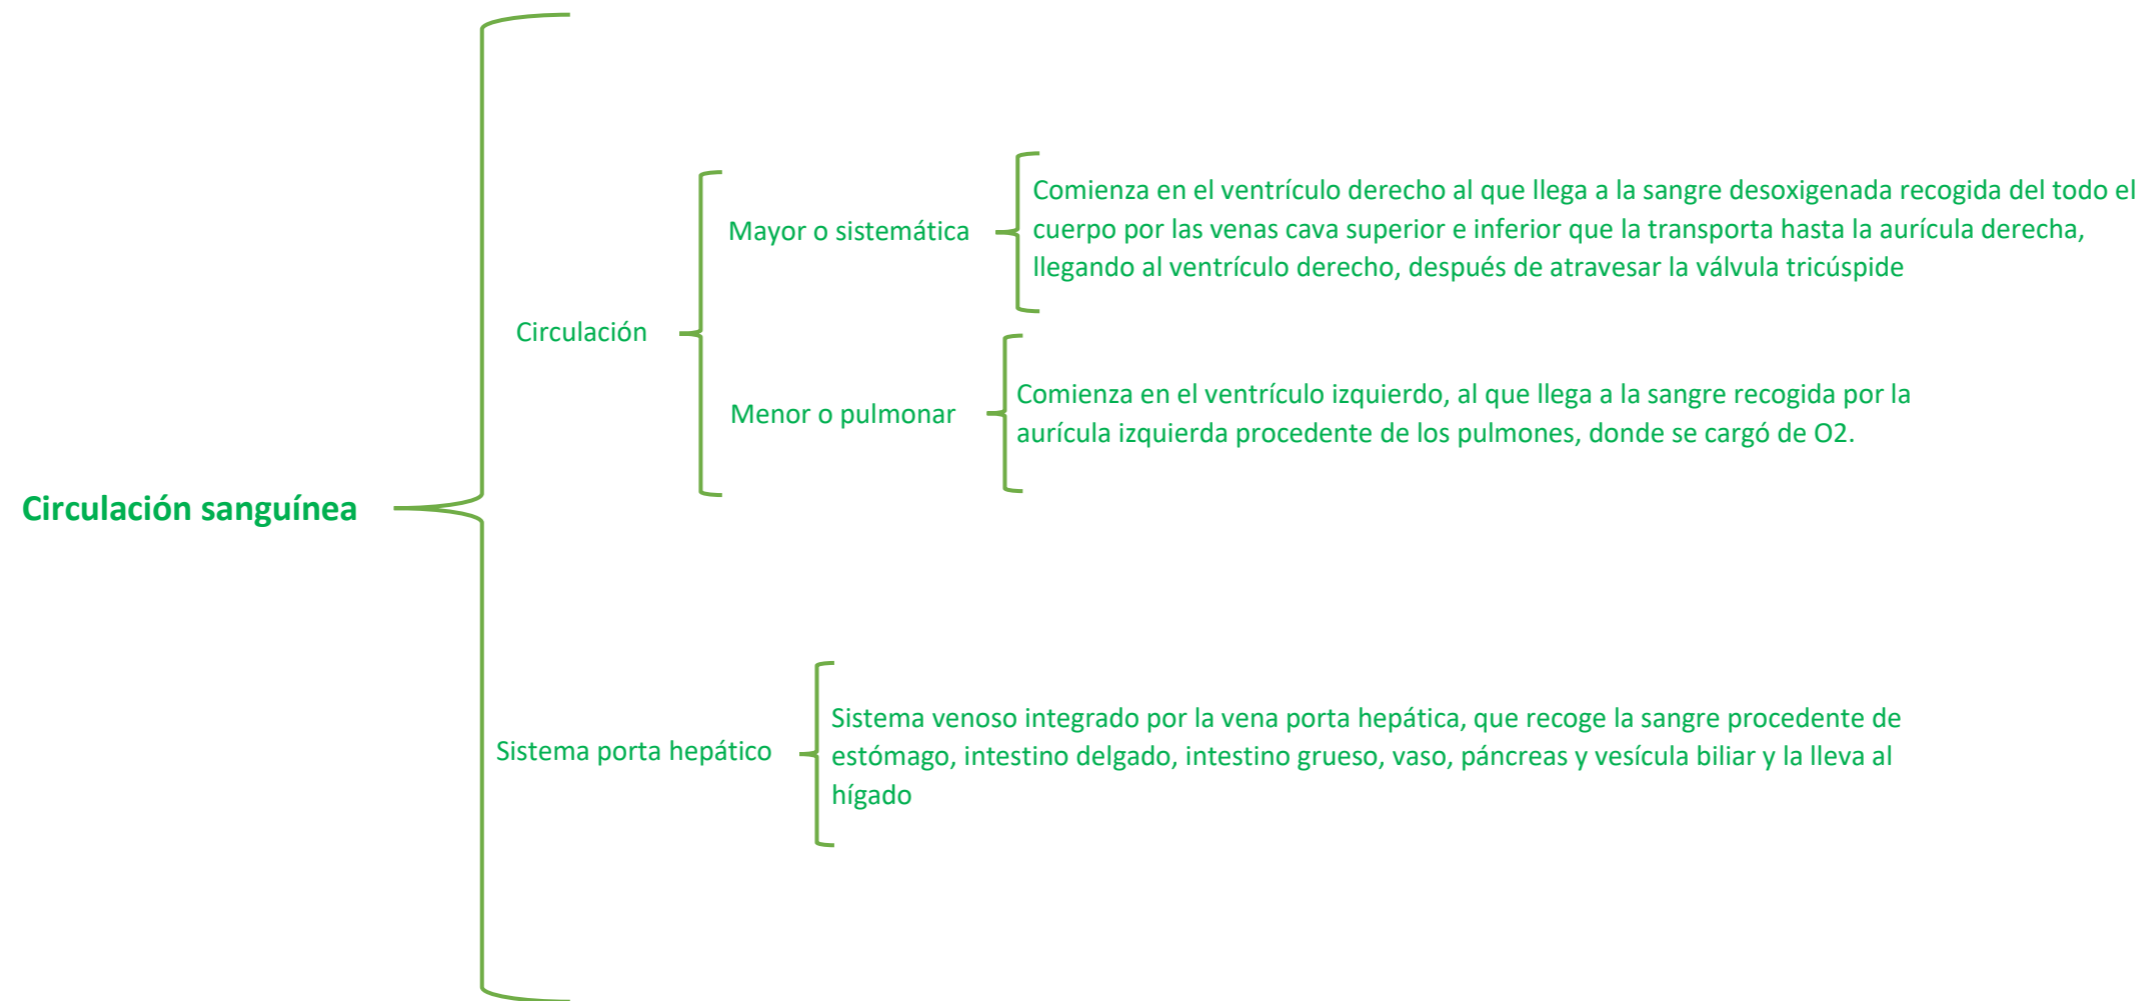 Circulación sanguínea
Circulación
Mayor o sistemática
Comienza en el ventrículo derecho al que llega a la sangre desoxigenada recogida del todo el
cuerpo por las venas cava superior e inferior que la transporta hasta la aurícula derecha,
llegando al ventrículo derecho, después de atravesar la válvula tricúspide
Menor o pulmonar
Comienza en el ventrículo izquierdo, al que llega a la sangre recogida por la
aurícula izquierda procedente de los pulmones, donde se cargó de O2.
Sistema porta hepático
Sistema venoso integrado por la vena porta hepática, que recoge la sangre procedente de
estómago, intestino delgado, intestino grueso, vaso, páncreas y vesícula biliar y la lleva al
hígado